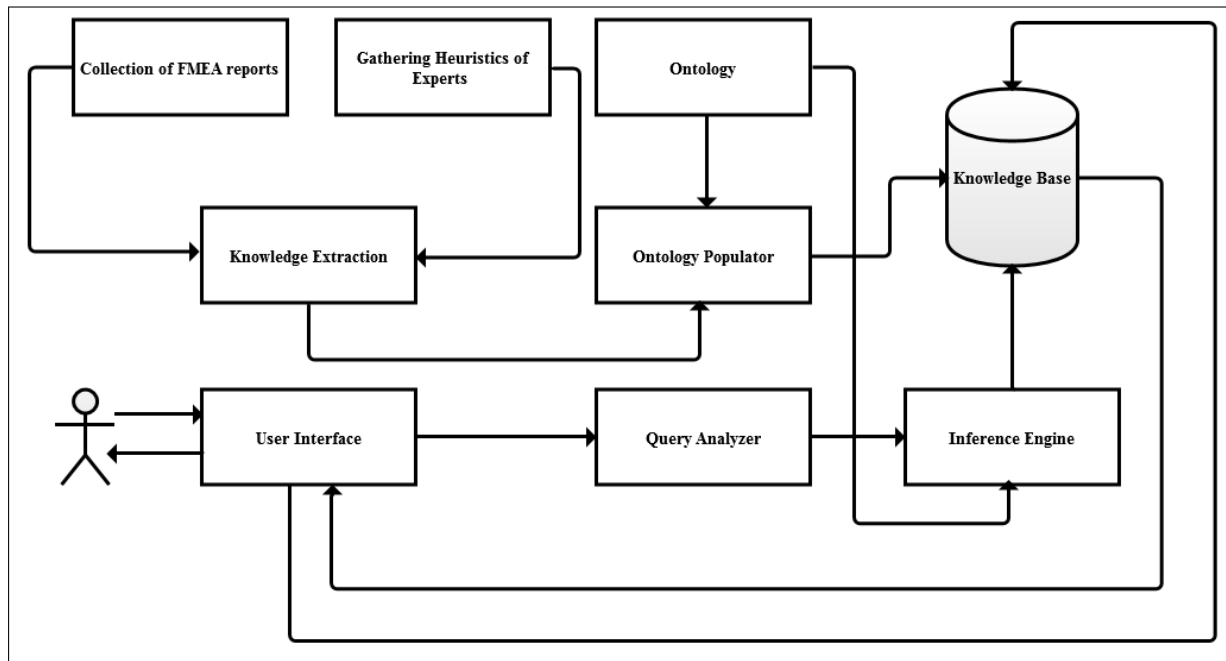 Collection of FMEA reports
Gathering Heuristics of
Experts
Ontology
Knowledge Base
Knowledge Extraction
Ontology Populator
User Interface
Query Analyzer
Inference Engine